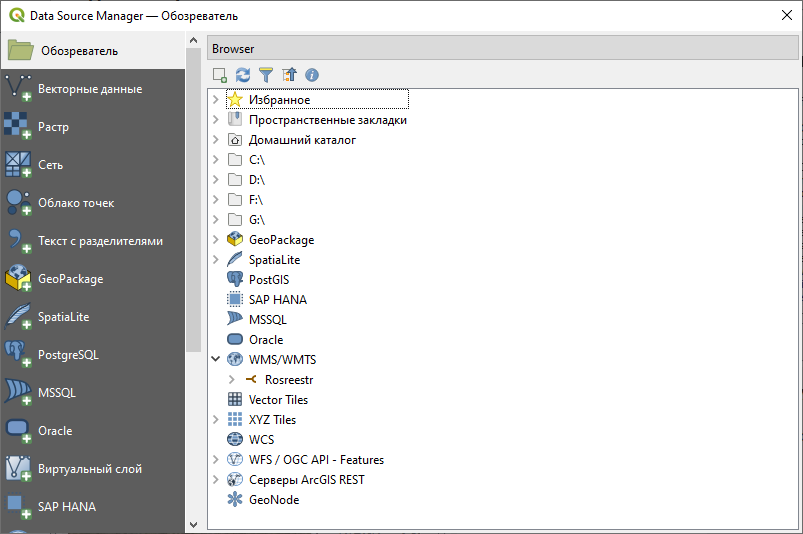 Data Source Manager — Обозреватель
Обозреватель
Векторные данные
Растр
Сеть
Облако точек
Текст с разделителями
GeoPackage
SpatiaLite
PostgreSQL
MSSQL
Oracle
Виртуальный слой
SAP HANA
Browser
Избранное
Пространственные закладки
Домашний каталог
C:\
D:\
F:\
G:\
GeoPackage
SpatiaLite
PostGIS
SAP HANA
MSSQL
Oracle
WMS/WMTS
Rosreestr
Vector Tiles
XYZ Tiles
WCS
WFS / OGC API - Features
Серверы ArcGIS REST
GeoNode